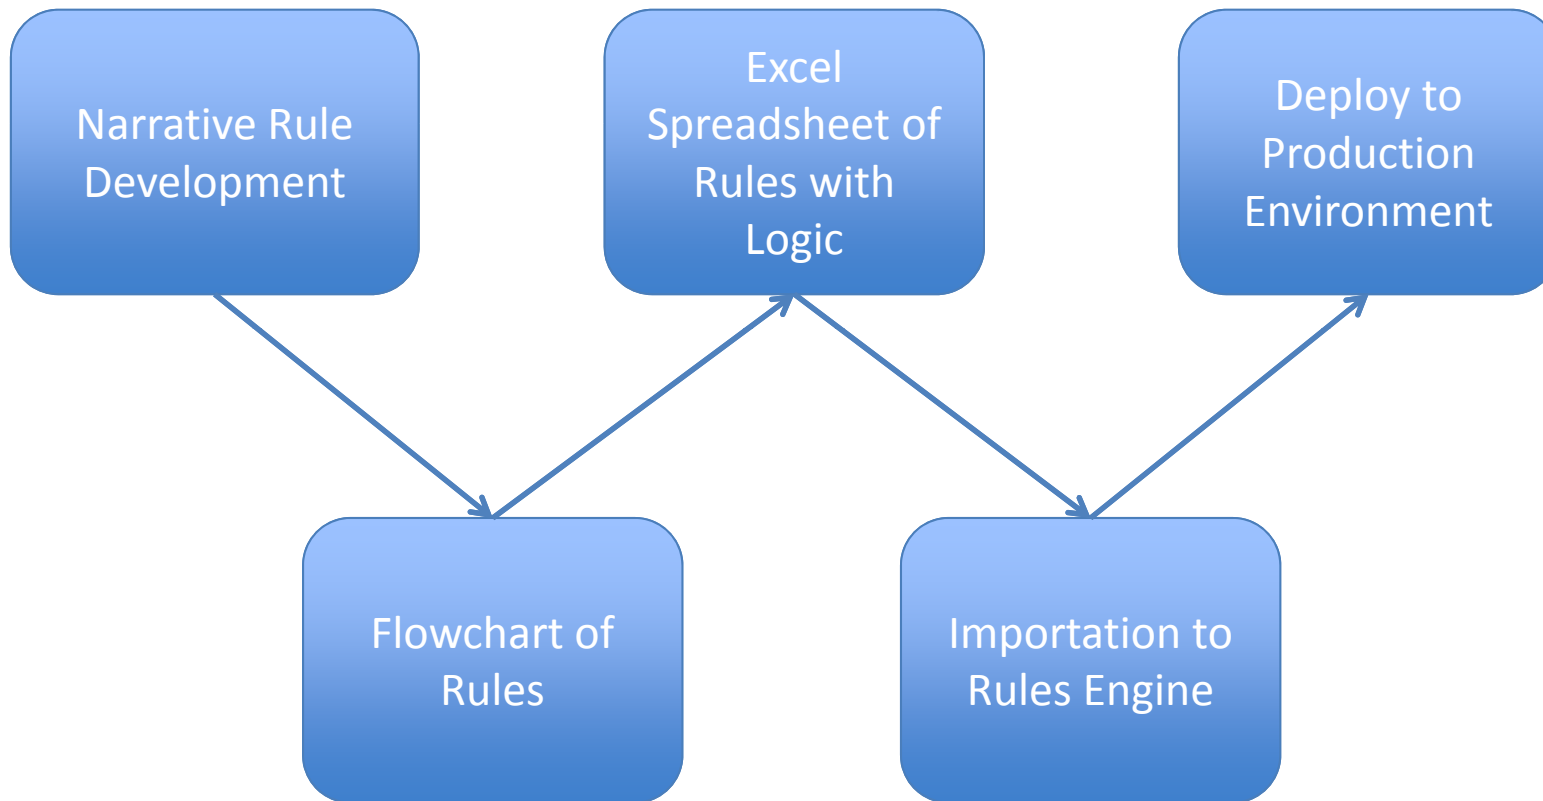 Narrative Rule
Development
Excel
Spreadsheet of
Rules with
Logic
Deploy to
Production
Environment
Flowchart of
Rules
Importation to
Rules Engine